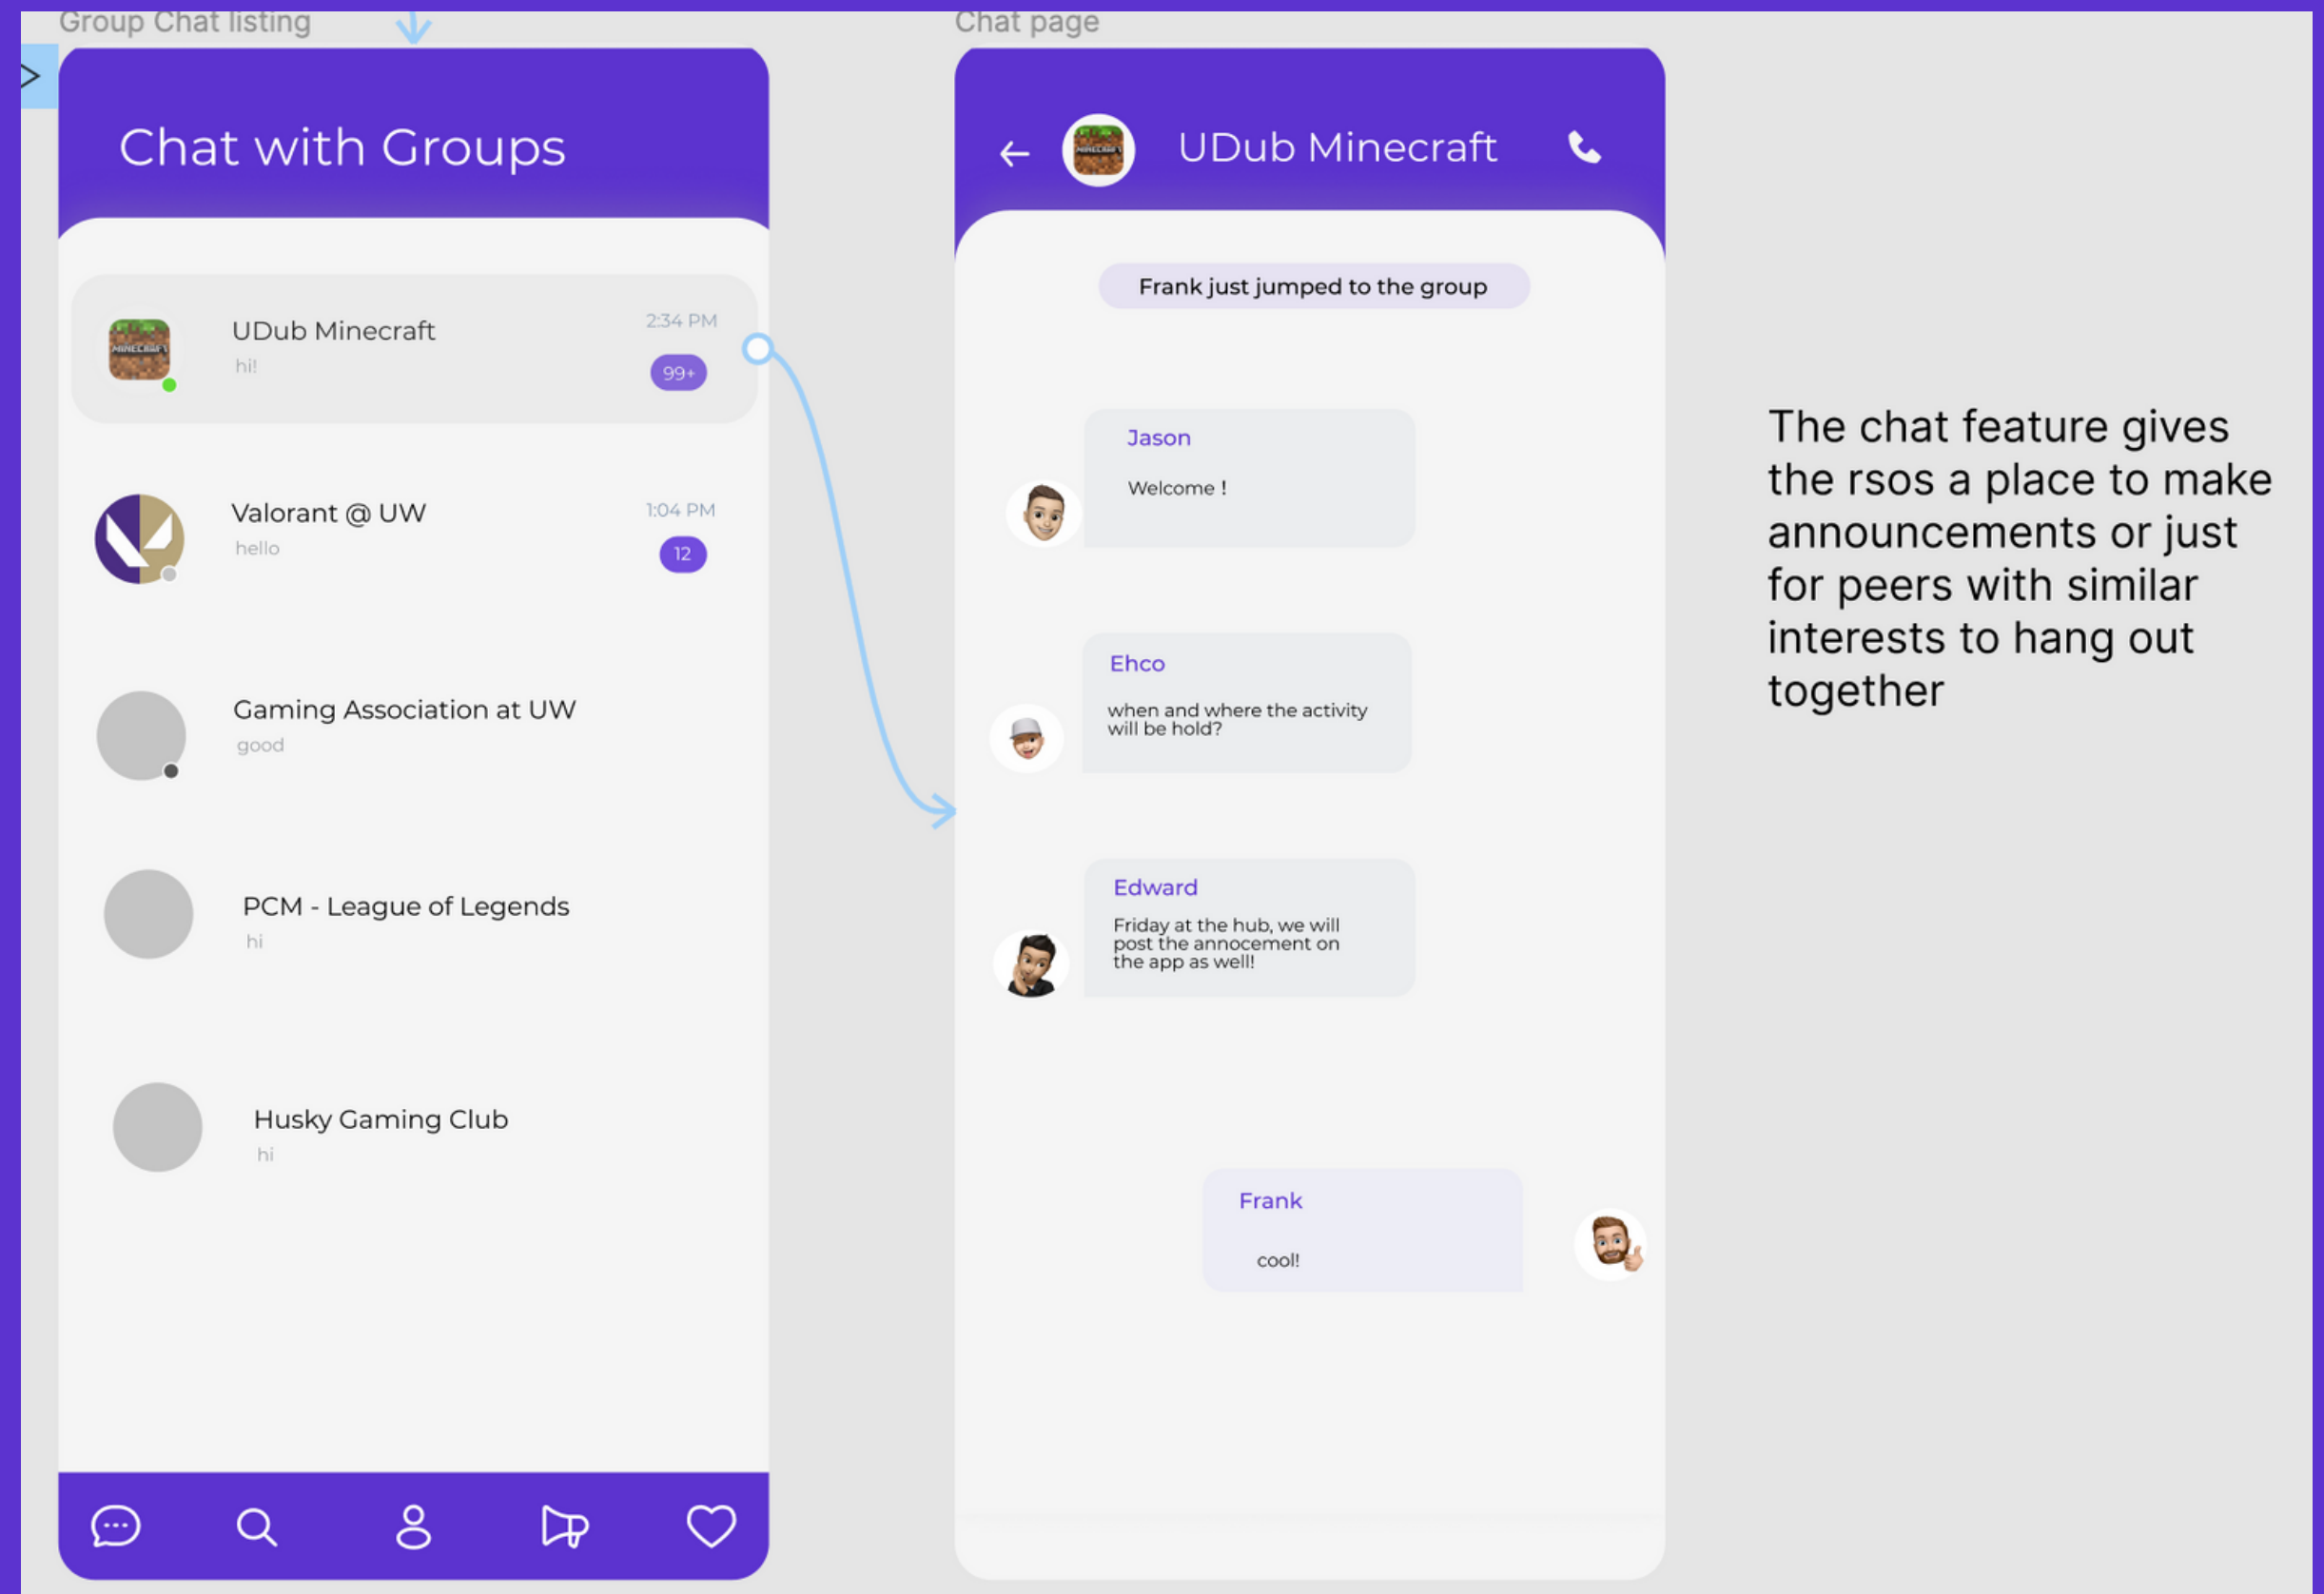 Group Chat listing
Chat with Groups
UDub Minecraft
hi!
2:34 PM
99+
MINECRAFT
Valorant @ UW
hello
1:04 PM
12
Gaming Association at UW
good
PCM - League of Legends
hi
Husky Gaming Club
hi
Chat page
MINECRAFT
UDub Minecraft
Frank just jumped to the group
Jason
Welcome !
Ehco
when and where the activity
will be hold?
Edward
Friday at the hub, we will
post the annocement on
the app as well!
Frank
cool!
The chat feature gives
the rsos a place to make
announcements or just
for peers with similar
interests to hang out
together